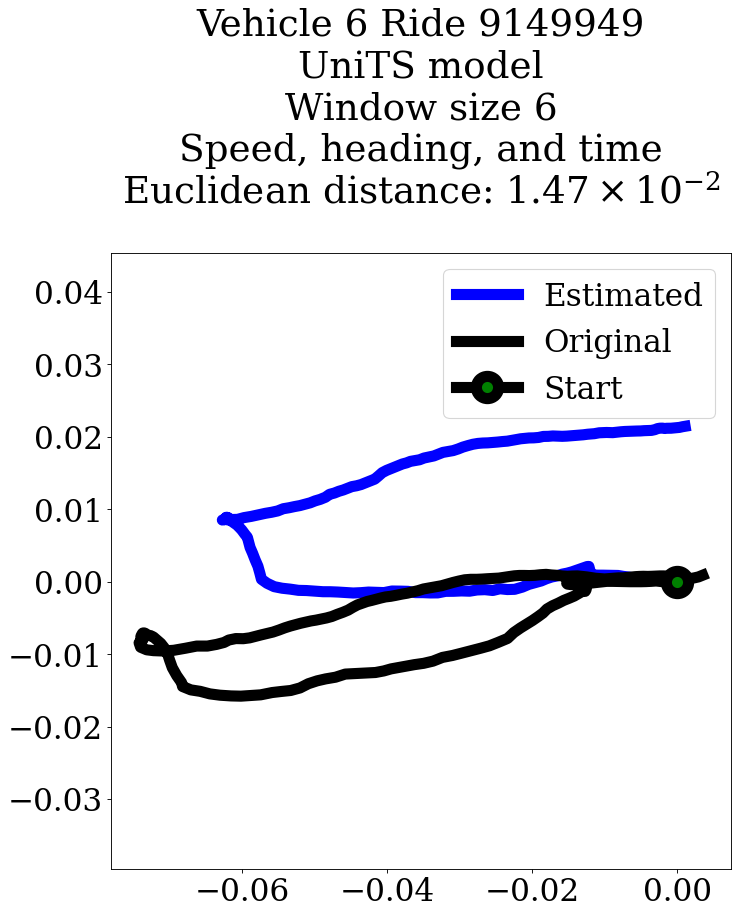 Vehicle 6 Ride 9149949
UniTS model
Window size 6
Speed, heading, and time
Euclidean distance: 1.47 × 10⁻²
Estimated
Original
Start
0.04
0.03
0.02
0.01
0.00
−0.01
−0.02
−0.03
−0.06 −0.04 −0.02 0.00